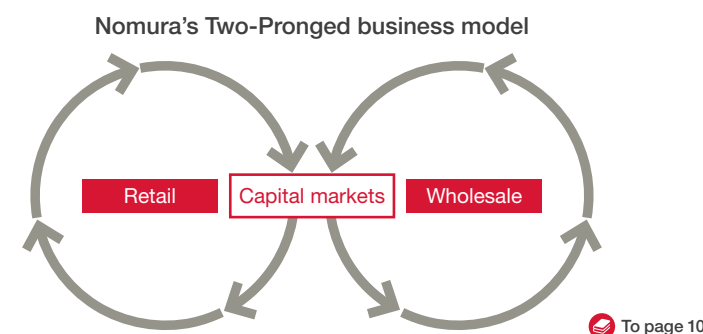 Nomura's Two-Pronged business model
Retail
Capital markets
Wholesale
To page 10